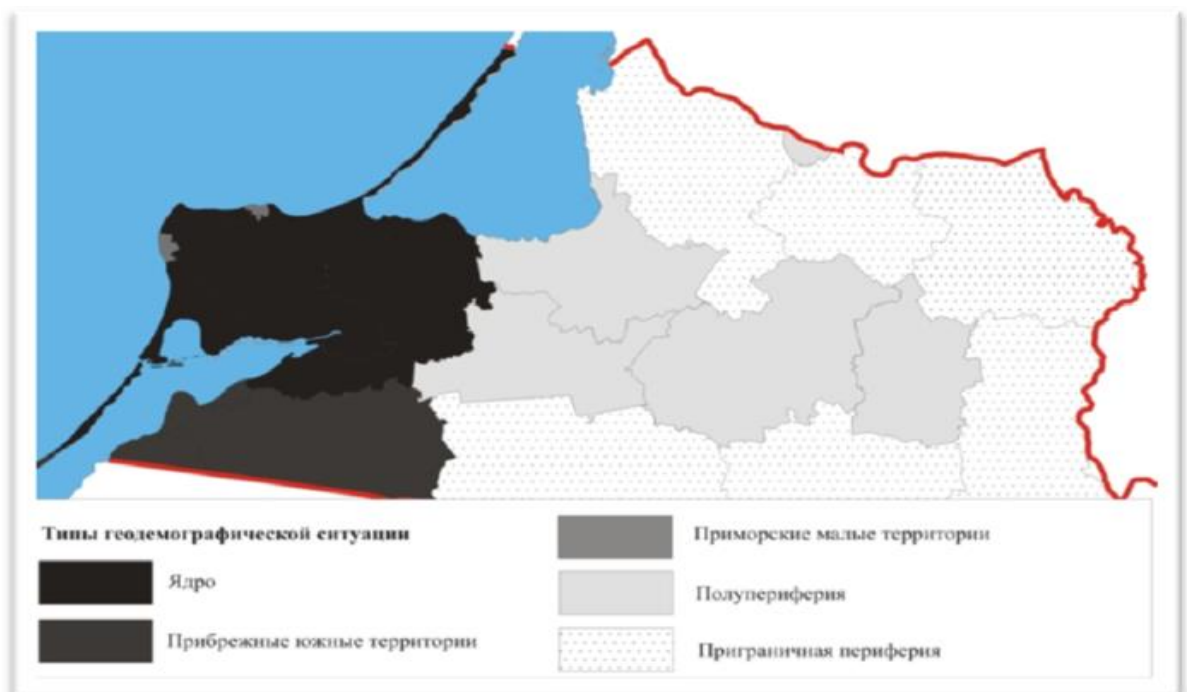 Типы геодемографической ситуации
Ядро
Прибрежные южные территории
Приморские малые территории
Полупериферия
Приграничная периферия